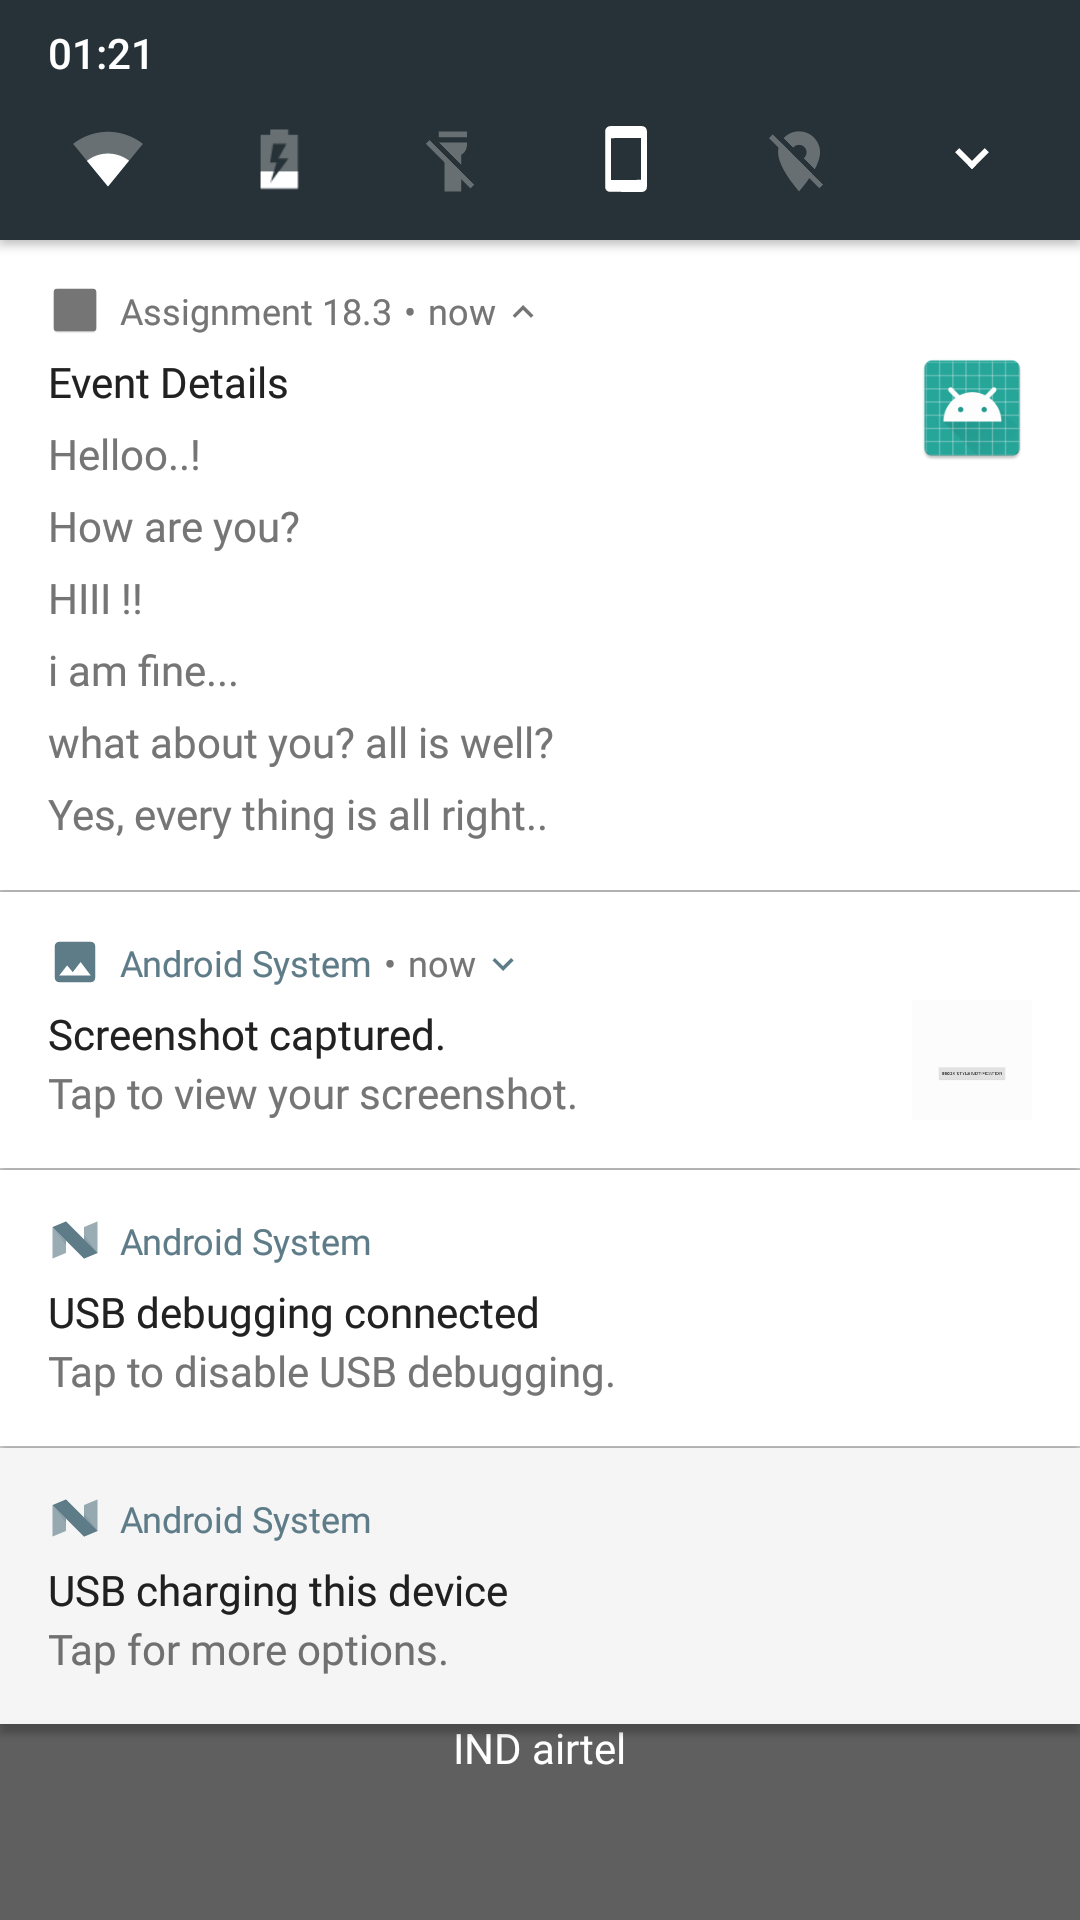 01:21
Assignment 18.3 • now
Event Details
Helloo..!
How are you?
HIII !!
i am fine...
what about you? all is well?
Yes, every thing is all right..
Android System • now
Screenshot captured.
Tap to view your screenshot.
Android System
USB debugging connected
Tap to disable USB debugging.
Android System
USB charging this device
Tap for more options.
IND airtel